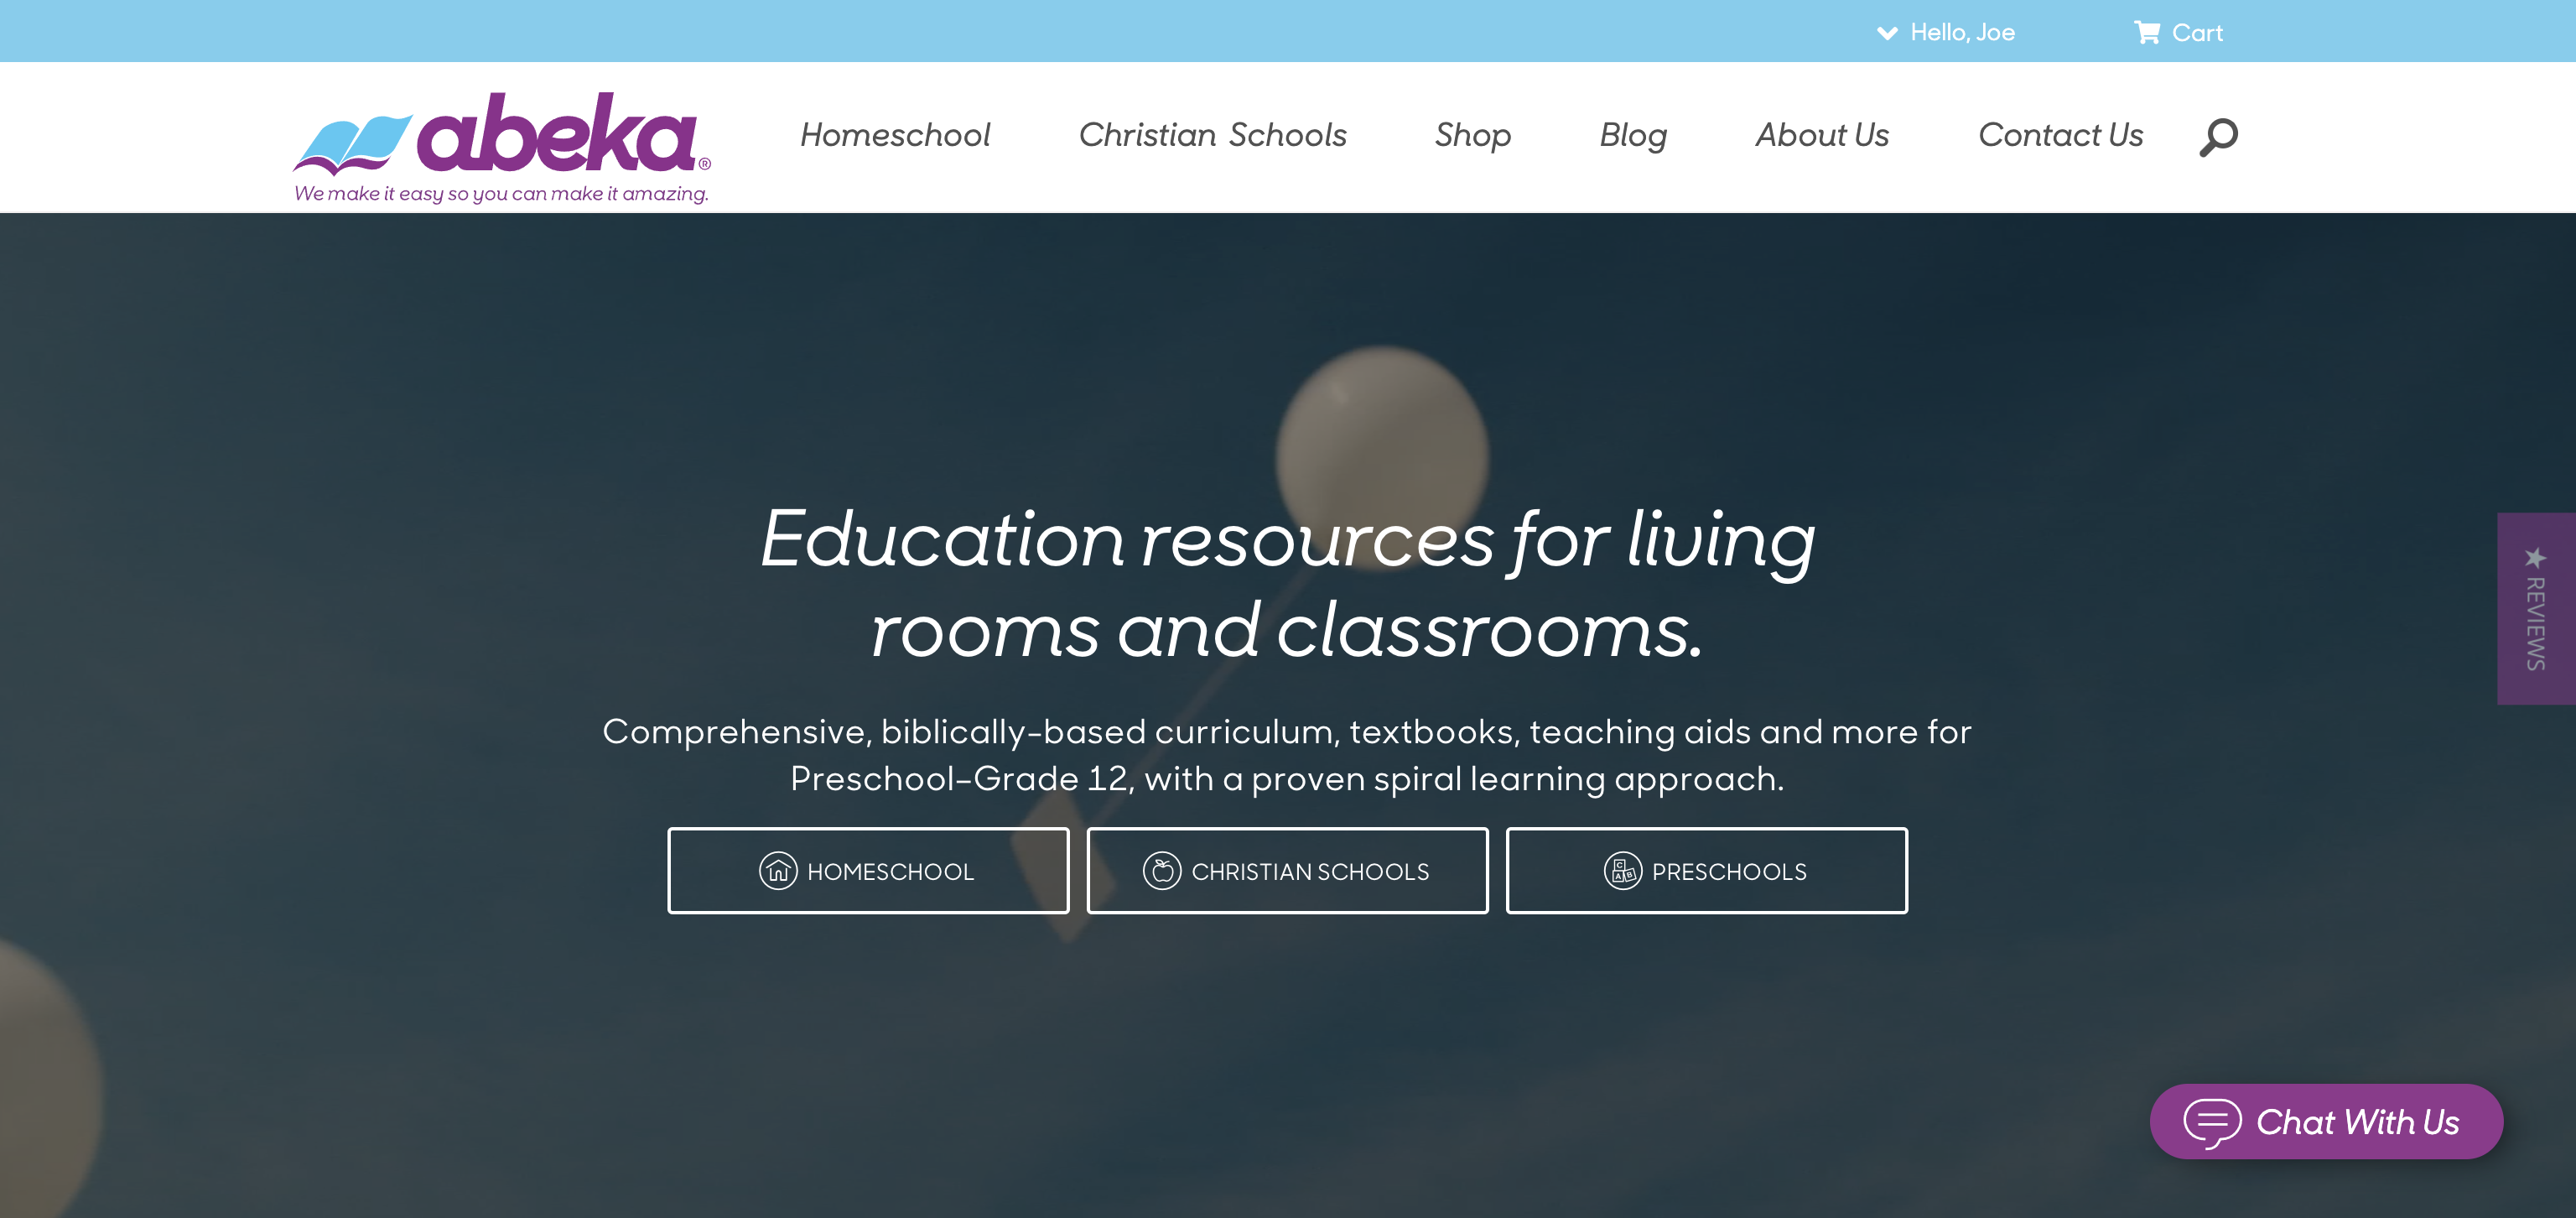 Hello, Joe
Cart
abeka®
We make it easy so you can make it amazing.
Homeschool
Christian Schools
Shop
Blog
About Us
Contact Us
Education resources for living
rooms and classrooms.
★ REVIEWS
Comprehensive, biblically-based curriculum, textbooks, teaching aids and more for
Preschool–Grade 12, with a proven spiral learning approach.
HOMESCHOOL
CHRISTIAN SCHOOLS
C
A B
PRESCHOOLS
Chat With Us